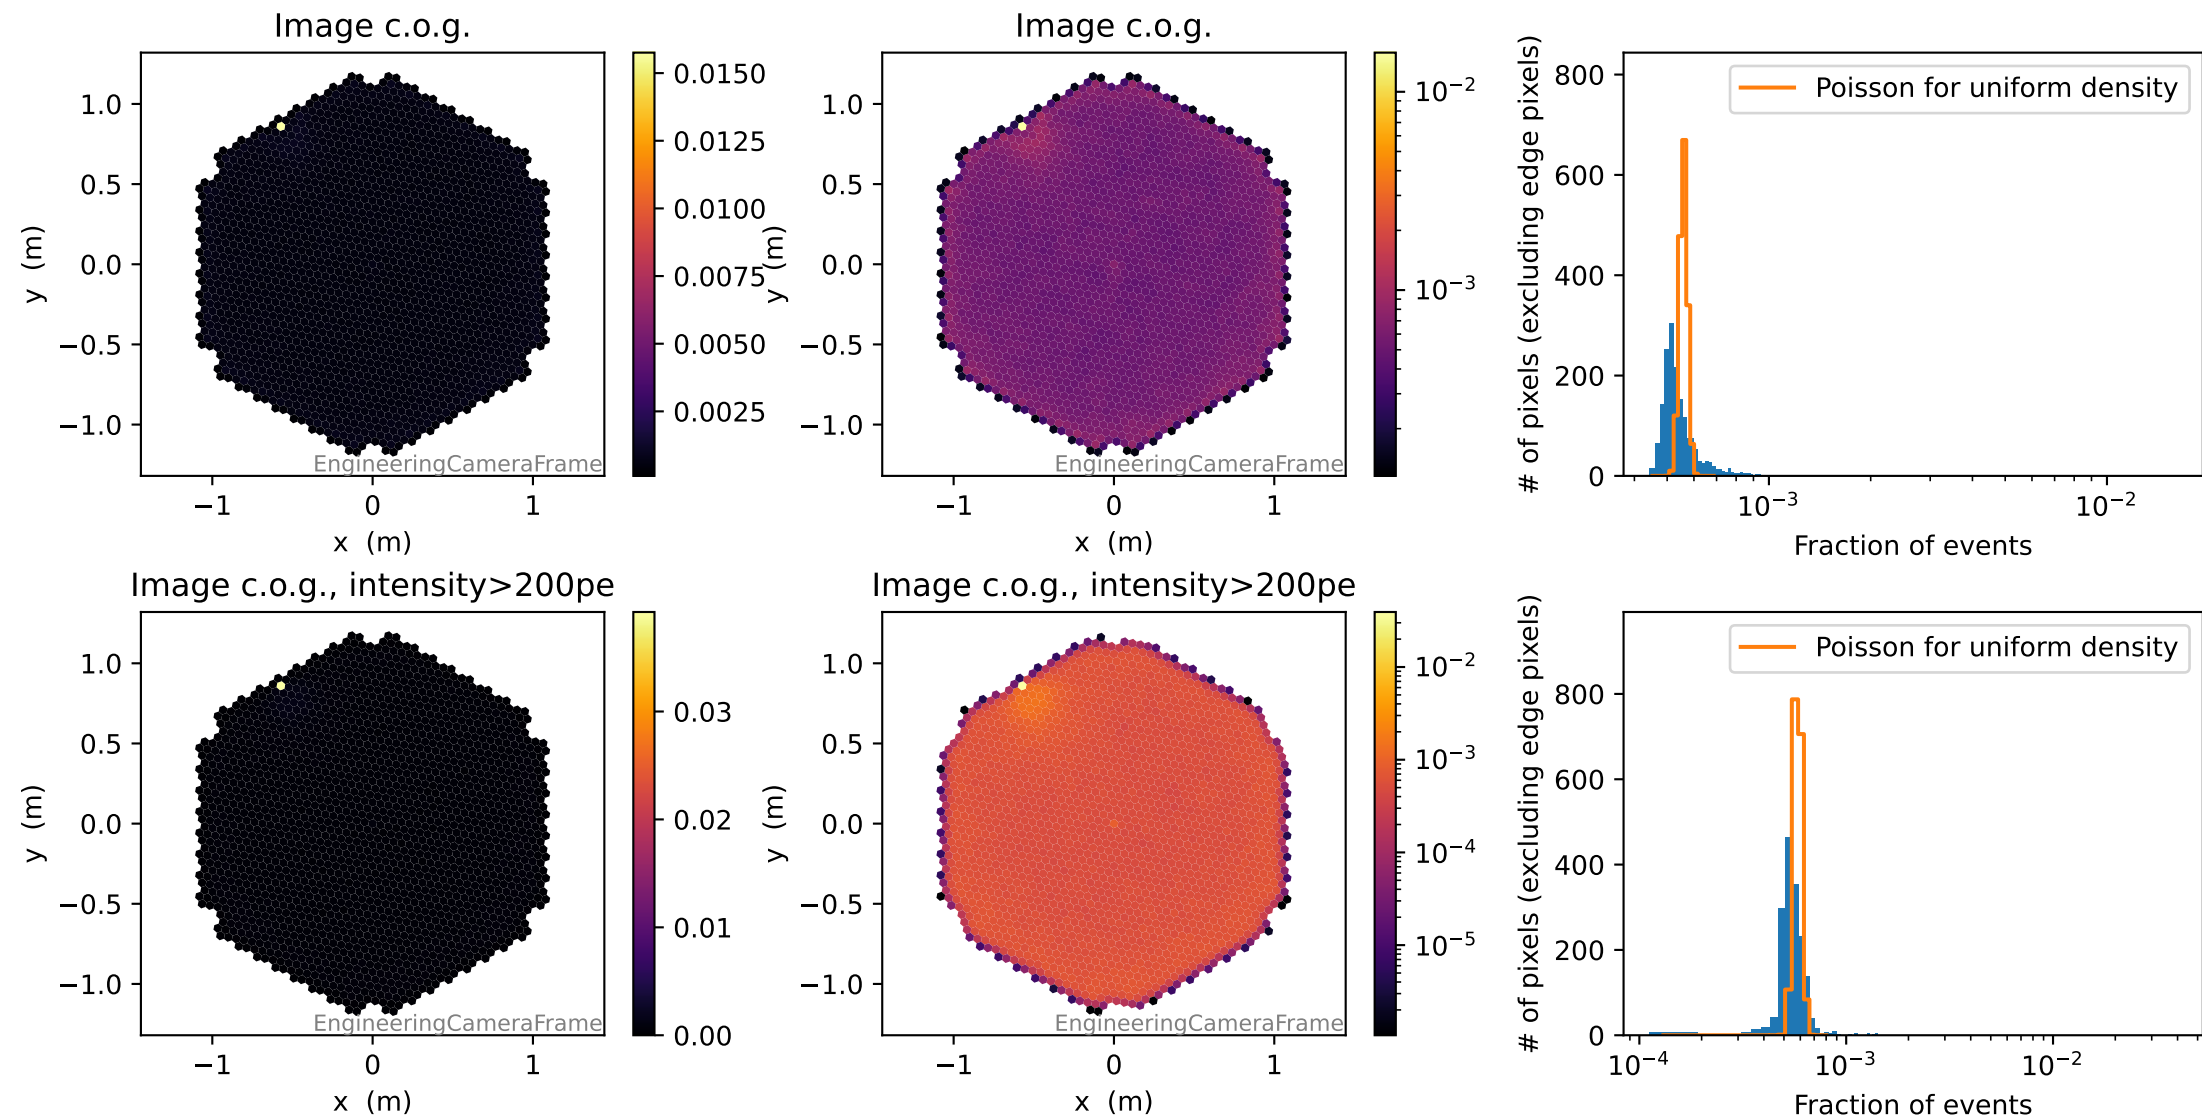 Image c.o.g.
1.0
0.5
0.0
−0.5
−1.0
y (m)
−1
0
1
x (m)
EngineeringCameraFrame
0.0150
0.0125
0.0100
0.0075
0.0050
0.0025
Image c.o.g.
1.0
0.5
0.0
−0.5
−1.0
y (m)
−1
0
1
x (m)
EngineeringCameraFrame
10⁻²
10⁻³
800
600
400
200
0
# of pixels (excluding edge pixels)
Poisson for uniform density
10⁻³
10⁻²
Fraction of events
Image c.o.g., intensity>200pe
1.0
0.5
0.0
−0.5
−1.0
y (m)
−1
0
1
x (m)
EngineeringCameraFrame
0.03
0.02
0.01
0.00
Image c.o.g., intensity>200pe
1.0
0.5
0.0
−0.5
−1.0
y (m)
−1
0
1
x (m)
EngineeringCameraFrame
10⁻²
10⁻³
10⁻⁴
10⁻⁵
800
600
400
200
0
# of pixels (excluding edge pixels)
Poisson for uniform density
10⁻⁴
10⁻³
10⁻²
Fraction of events